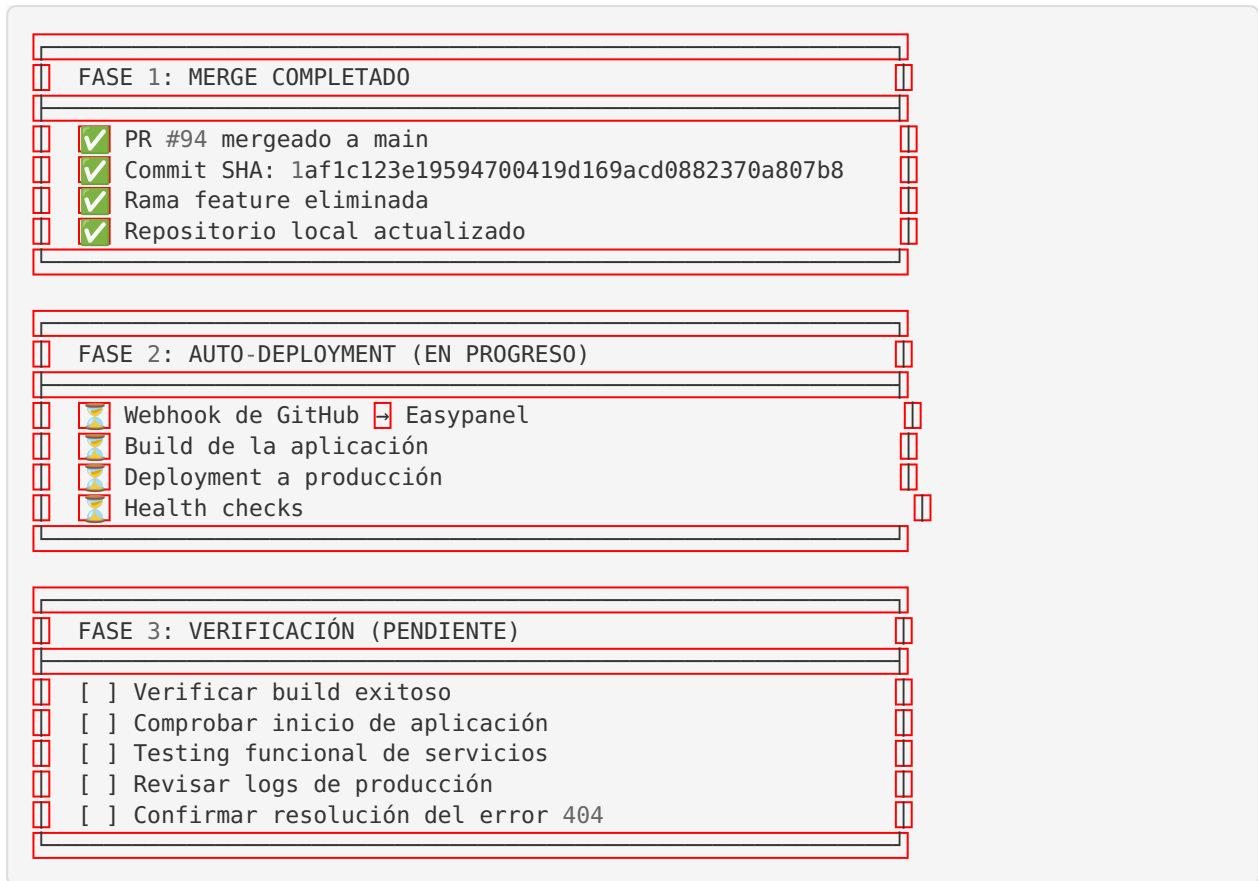 FASE 1: MERGE COMPLETADO
✅ PR #94 mergeado a main
✅ Commit SHA: 1af1c123e19594700419d169acd0882370a807b8
✅ Rama feature eliminada
✅ Repositorio local actualizado
FASE 2: AUTO-DEPLOYMENT (EN PROGRESO)
⏳ Webhook de GitHub → Easypanel
⏳ Build de la aplicación
⏳ Deployment a producción
⏳ Health checks
FASE 3: VERIFICACIÓN (PENDIENTE)
[ ] Verificar build exitoso
[ ] Comprobar inicio de aplicación
[ ] Testing funcional de servicios
[ ] Revisar logs de producción
[ ] Confirmar resolución del error 404